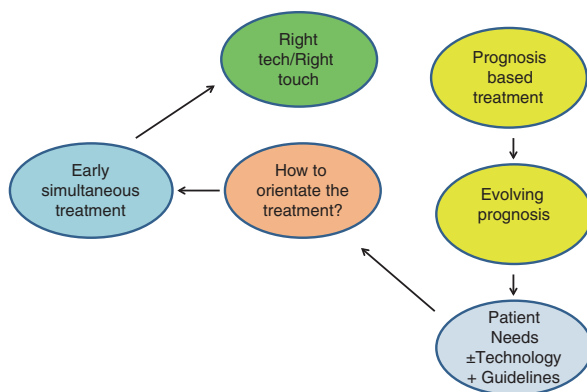 Right
tech/Right
touch
Prognosis
based
treatment
Early
simultaneous
treatment
How to
orientate the
treatment?
Evolving
prognosis
Patient
Needs
±Technology
+ Guidelines